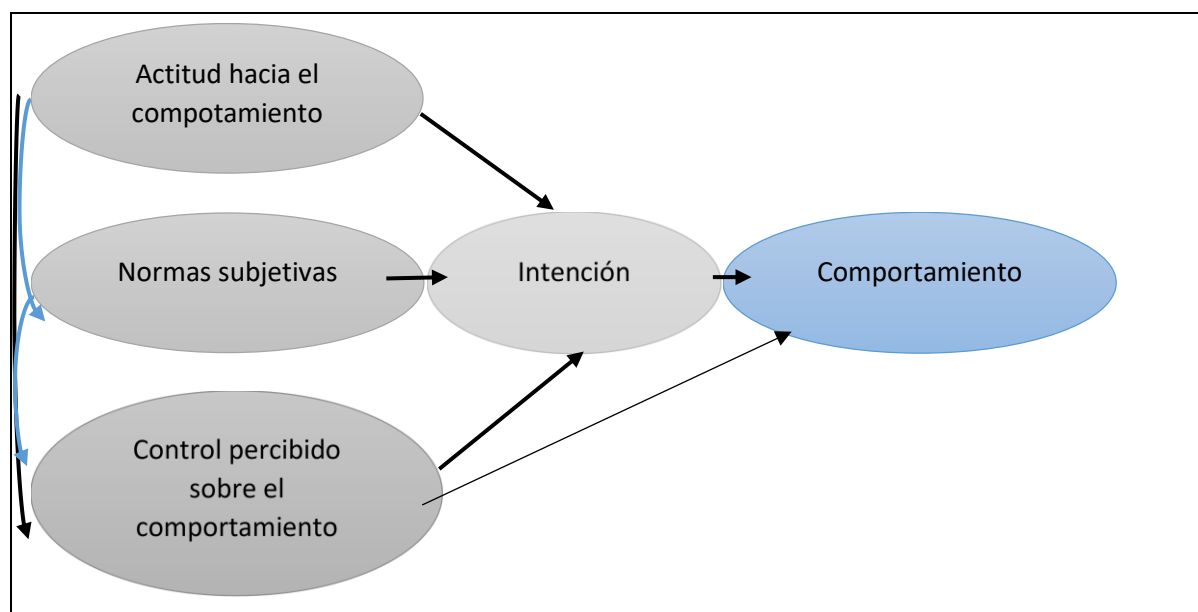 Actitud hacia el
compotamiento
Normas subjetivas
Intención
Comportamiento
Control percibido
sobre el
comportamiento